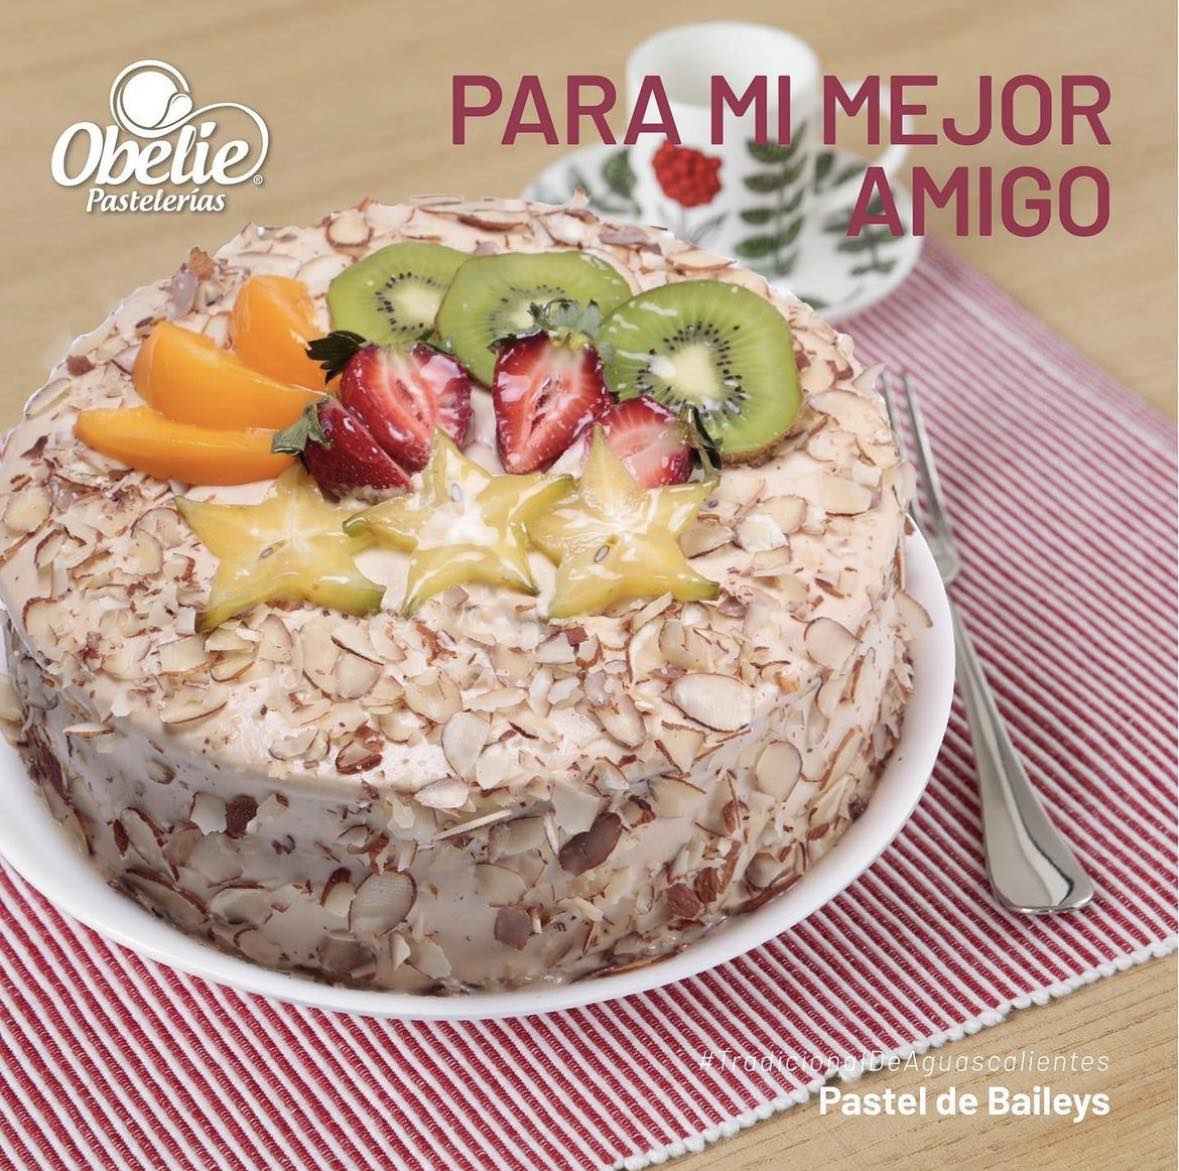 Obelie®
Pastelerías
PARA MI MEJOR
AMIGO
#TradicionalDeAguascalientes
Pastel de Baileys